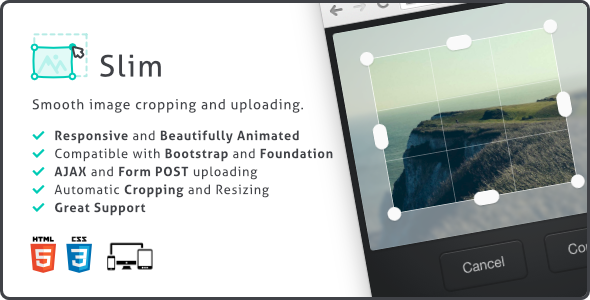 Slim
Smooth image cropping and uploading.
Responsive and Beautifully Animated
Compatible with Bootstrap and Foundation
AJAX and Form POST uploading
Automatic Cropping and Resizing
Great Support
HTML
5
CSS
3
Cancel